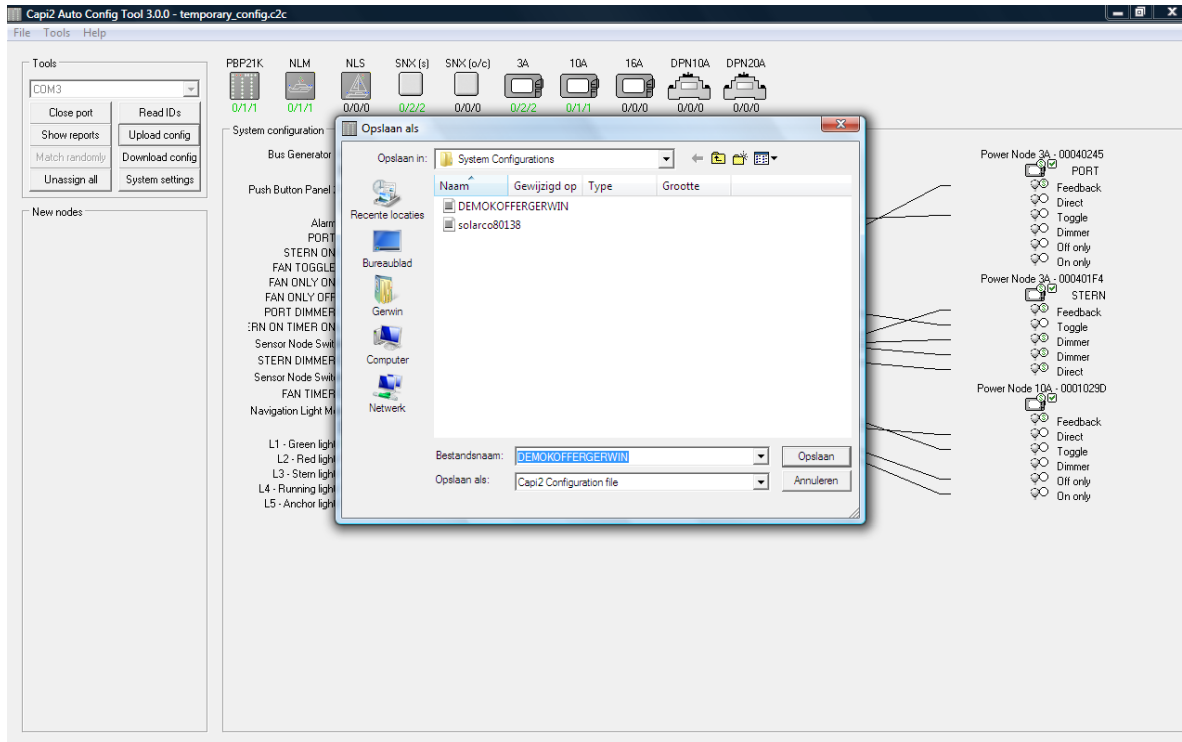 Capi2 Auto Config Tool 3.0.0 - temporary_config.c2c
File Tools Help
Tools
COM3
Close port Read IDs
Show reports Upload config
Match randomly Download config
Unassign all System settings
New nodes
PBP21K NLM NLS SNX (s) SNX (o/c) 3A 10A 16A DPN10A DPN20A
0/1/1 0/1/1 0/0/0 0/2/2 0/0/0 0/2/2 0/1/1 0/0/0 0/0/0 0/0/0
System configuration
Bus Generator
Push Button Panel
Alarm
PORT
STERN ON
FAN TOGGLE
FAN ONLY ON
FAN ONLY OFF
PORT DIMMER
ERN ON TIMER ON
Sensor Node Swit
STERN DIMMER
Sensor Node Swit
FAN TIMER
Navigation Light M
L1 - Green light
L2 - Red light
L3 - Stern light
L4 - Running light
L5 - Anchor light
Opslaan als
Opslaan in: System Configurations
Naam Gewijzigd op Type Grootte
DEMOKOFFERGERWIN
solarco80138
Recente locaties
Bureaublad
Gerwin
Computer
Netwerk
Bestandsnaam: DEMOKOFFERGERWIN Opslaan
Opslaan als: Capi2 Configuration file Annuleren
Power Node 3A - 00040245
PORT
Feedback
Direct
Toggle
Dimmer
Off only
On only
Power Node 3A - 000401F4
STERN
Feedback
Toggle
Dimmer
Dimmer
Direct
Power Node 10A - 0001029D
Feedback
Direct
Toggle
Dimmer
Off only
On only